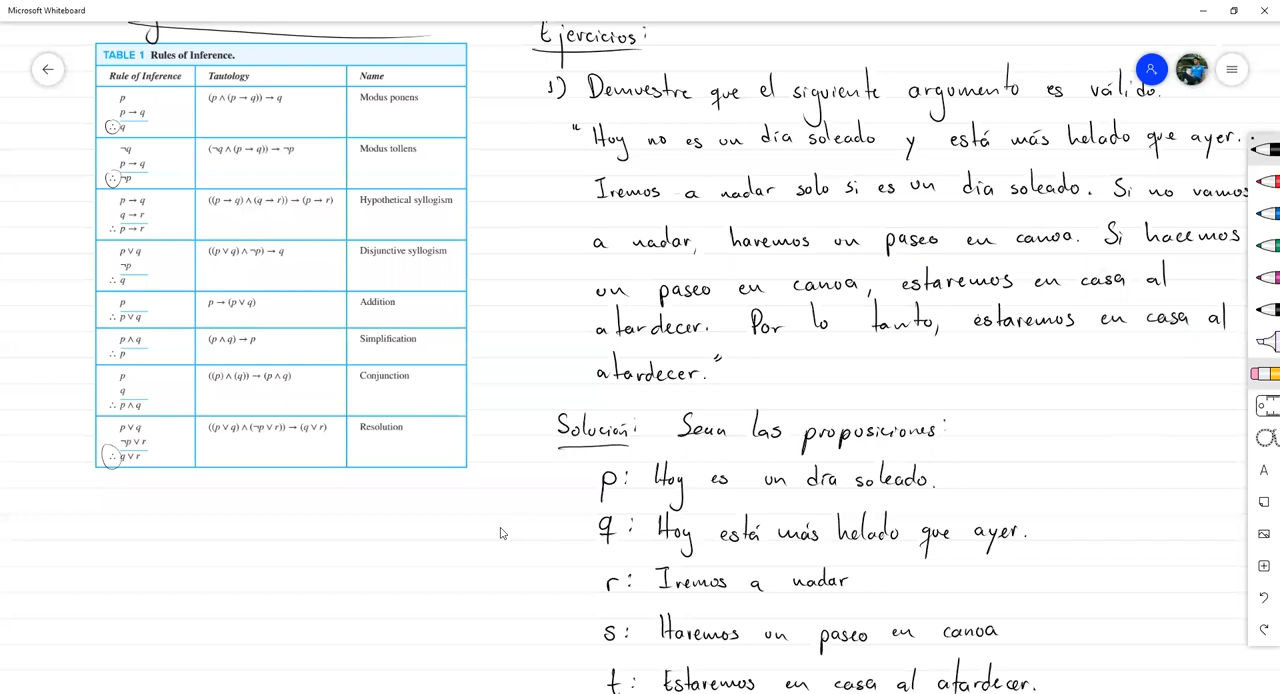 Microsoft Whiteboard
TABLE 1 Rules of Inference.
Rule of Inference Tautology Name
p
p → q
∴ q
(p ∧ (p → q)) → q
Modus ponens
¬q
p → q
∴ ¬p
(¬q ∧ (p → q)) → ¬p
Modus tollens
p → q
q → r
∴ p → r
((p → q) ∧ (q → r)) → (p → r)
Hypothetical syllogism
p ∨ q
¬p
∴ q
((p ∨ q) ∧ ¬p) → q
Disjunctive syllogism
p
∴ p ∨ q
p → (p ∨ q)
Addition
p ∧ q
∴ p
(p ∧ q) → p
Simplification
p
q
∴ p ∧ q
((p) ∧ (q)) → (p ∧ q)
Conjunction
p ∨ q
¬p ∨ r
∴ q ∨ r
((p ∨ q) ∧ (¬p ∨ r)) → (q ∨ r)
Resolution
Ejercicios:
1) Demuestre que el siguiente argumento es válido.
"Hoy no es un día soleado y está más helado que ayer.
Iremos a nadar solo si es un día soleado. Si no vamos
a nadar, haremos un paseo en canoa. Si hacemos
un paseo en canoa, estaremos en casa al
atardecer. Por lo tanto, estaremos en casa al
atardecer."
Solución: Sean las proposiciones:
p: Hoy es un día soleado.
q: Hoy está más helado que ayer.
r: Iremos a nadar
s: Haremos un paseo en canoa
t: Estaremos en casa al atardecer.
A